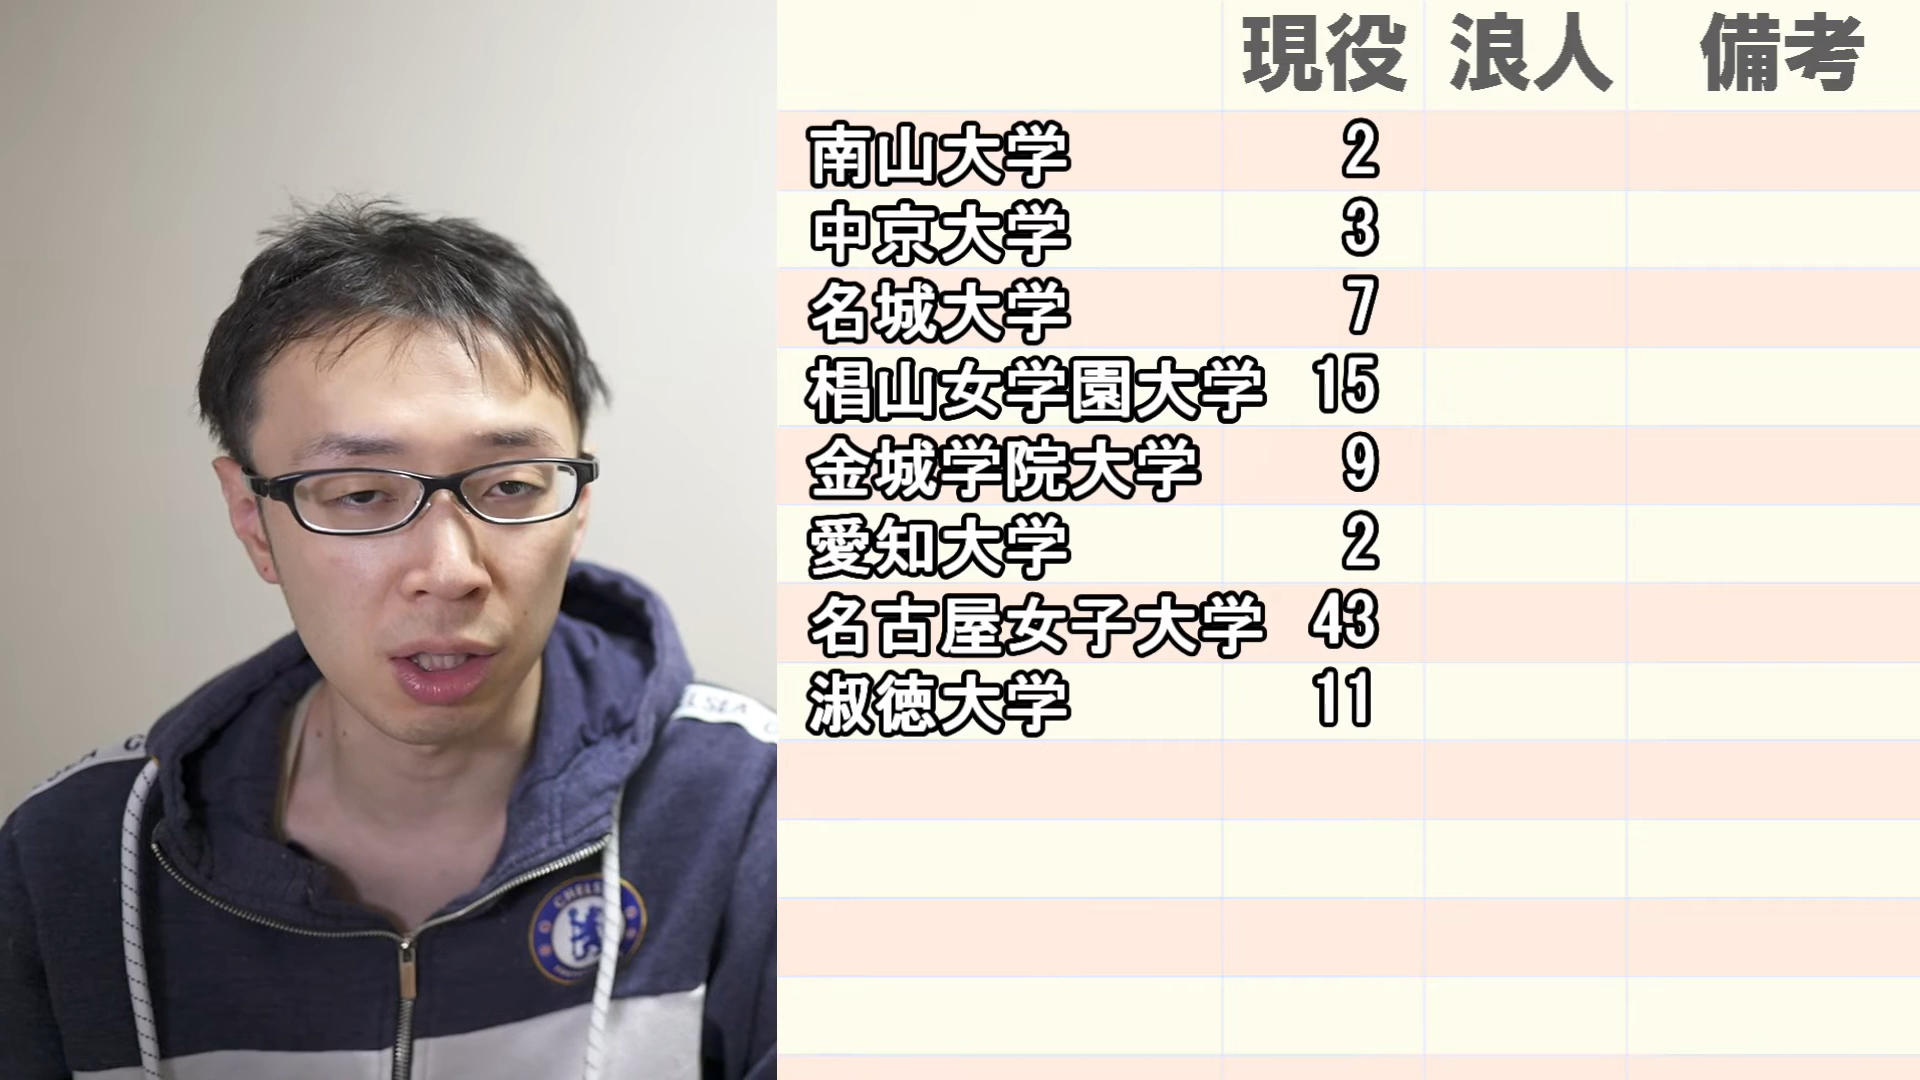 現役 浪人 備考
南山大学 2
中京大学 3
名城大学 7
椙山女学園大学 15
金城学院大学 9
愛知大学 2
名古屋女子大学 43
淑徳大学 11
CHELS